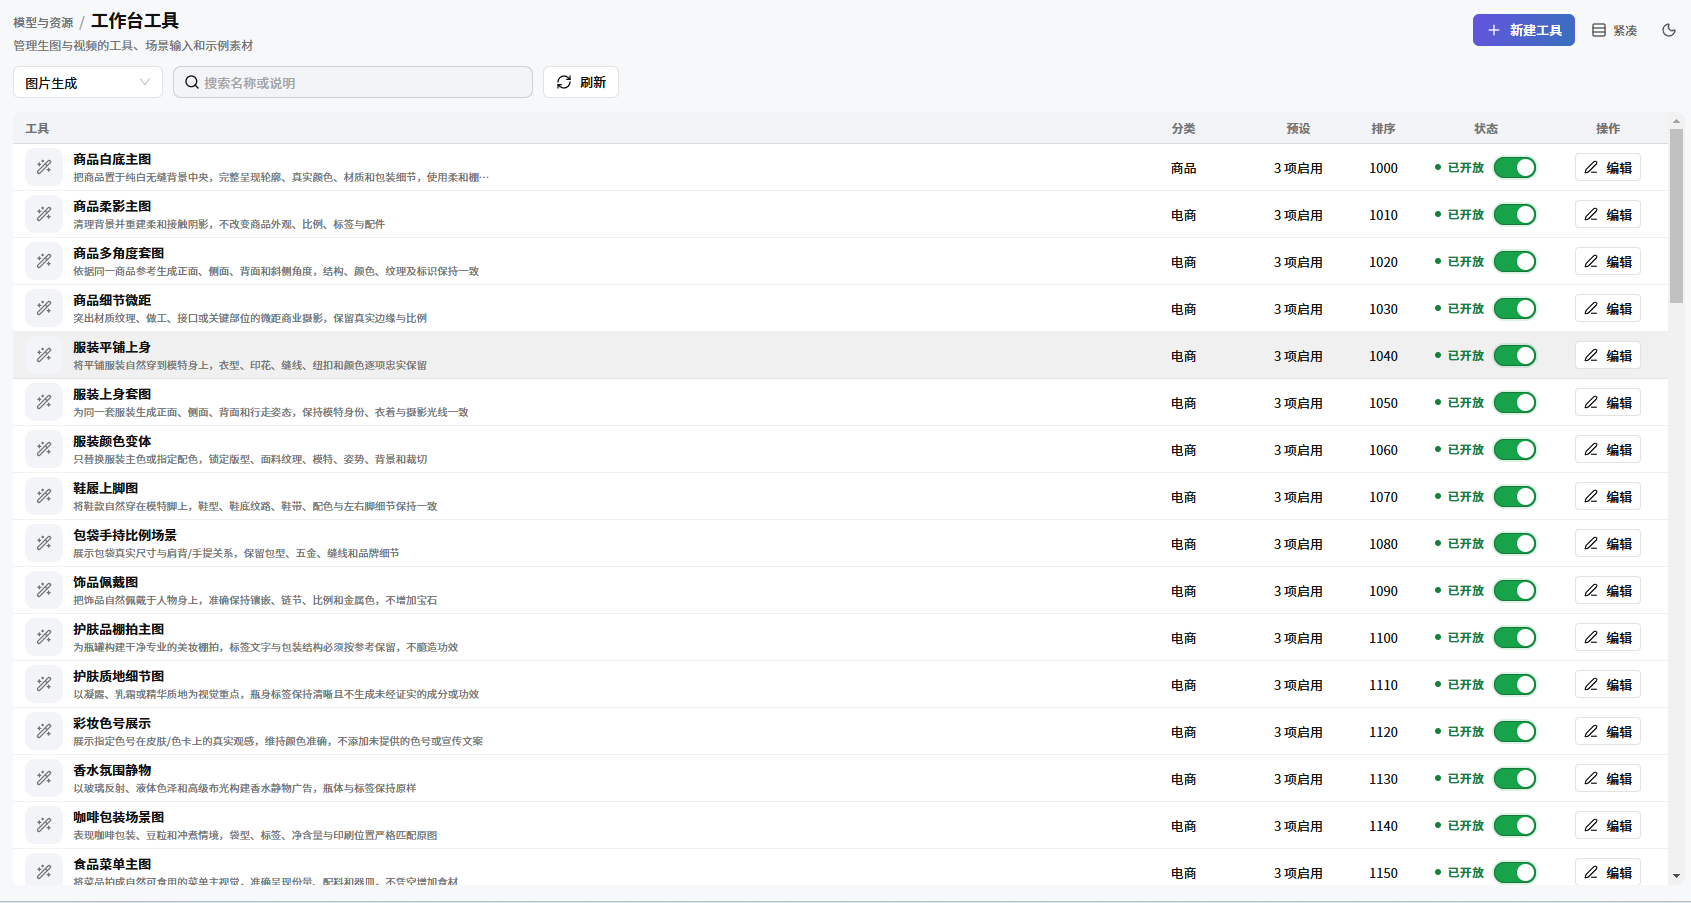 模型与资源 / 工作台工具
管理生图与视频的工具、场景输入和示例素材
新建工具
紧凑
图片生成
搜索名称或说明
刷新
工具 分类 预设 排序 状态 操作
商品白底主图
把商品置于纯白无缝背景中央，完整呈现轮廓、真实颜色、材质和包装细节，使用柔和棚…
商品 3 项启用 1000 已开放 编辑
商品柔影主图
清理背景并重建柔和接触阴影，不改变商品外观、比例、标签与配件
电商 3 项启用 1010 已开放 编辑
商品多角度套图
依据同一商品参考生成正面、侧面、背面和斜侧角度，结构、颜色、纹理及标识保持一致
电商 3 项启用 1020 已开放 编辑
商品细节微距
突出材质纹理、做工、接口或关键部位的微距商业摄影，保留真实边缘与比例
电商 3 项启用 1030 已开放 编辑
服装平铺上身
将平铺服装自然穿到模特身上，衣型、印花、缝线、纽扣和颜色逐项忠实保留
电商 3 项启用 1040 已开放 编辑
服装上身套图
为同一套服装生成正面、侧面、背面和行走姿态，保持模特身份、衣着与摄影光线一致
电商 3 项启用 1050 已开放 编辑
服装颜色变体
只替换服装主色或指定配色，锁定版型、面料纹理、模特、姿势、背景和裁切
电商 3 项启用 1060 已开放 编辑
鞋履上脚图
将鞋款自然穿在模特脚上，鞋型、鞋底纹路、鞋带、配色与左右脚细节保持一致
电商 3 项启用 1070 已开放 编辑
包袋手持比例场景
展示包袋真实尺寸与肩背/手提关系，保留包型、五金、缝线和品牌细节
电商 3 项启用 1080 已开放 编辑
饰品佩戴图
把饰品自然佩戴于人物身上，准确保持镶嵌、链节、比例和金属色，不增加宝石
电商 3 项启用 1090 已开放 编辑
护肤品棚拍主图
为瓶罐构建干净专业的美妆棚拍，标签文字与包装结构必须按参考保留，不臆造功效
电商 3 项启用 1100 已开放 编辑
护肤质地细节图
以凝露、乳霜或精华质地为视觉重点，瓶身标签保持清晰且不生成未经证实的成分或功效
电商 3 项启用 1110 已开放 编辑
彩妆色号展示
展示指定色号在皮肤/色卡上的真实观感，维持颜色准确，不添加未提供的色号或宣传文案
电商 3 项启用 1120 已开放 编辑
香水氛围静物
以玻璃反射、液体色泽和高级布光构建香水静物广告，瓶体与标签保持原样
电商 3 项启用 1130 已开放 编辑
咖啡包装场景图
表现咖啡包装、豆粒和冲煮情境，袋型、标签、净含量与印刷位置严格匹配原图
电商 3 项启用 1140 已开放 编辑
食品菜单主图
将菜品拍成自然可食用的菜单主视觉，准确呈现份量、配料和器皿，不凭空增加食材
电商 3 项启用 1150 已开放 编辑